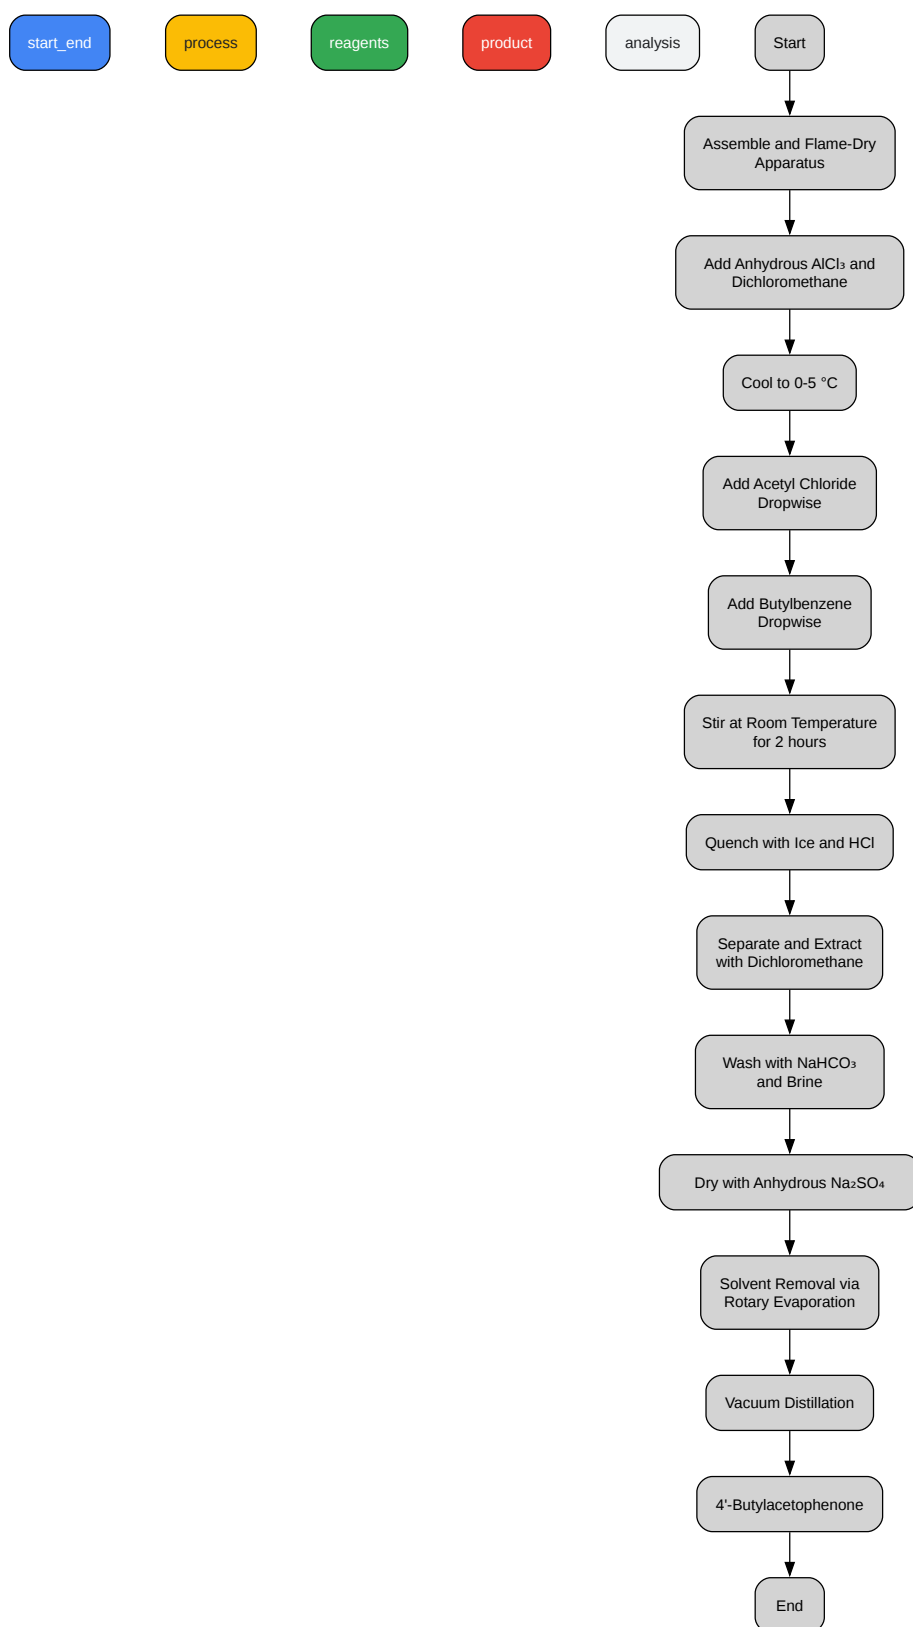 start_end
process
reagents
product
analysis
Start
Assemble and Flame-Dry
Apparatus
Add Anhydrous AlCl₃ and
Dichloromethane
Cool to 0-5 °C
Add Acetyl Chloride
Dropwise
Add Butylbenzene
Dropwise
Stir at Room Temperature
for 2 hours
Quench with Ice and HCl
Separate and Extract
with Dichloromethane
Wash with NaHCO₃
and Brine
Dry with Anhydrous Na₂SO₄
Solvent Removal via
Rotary Evaporation
Vacuum Distillation
4'-Butylacetophenone
End